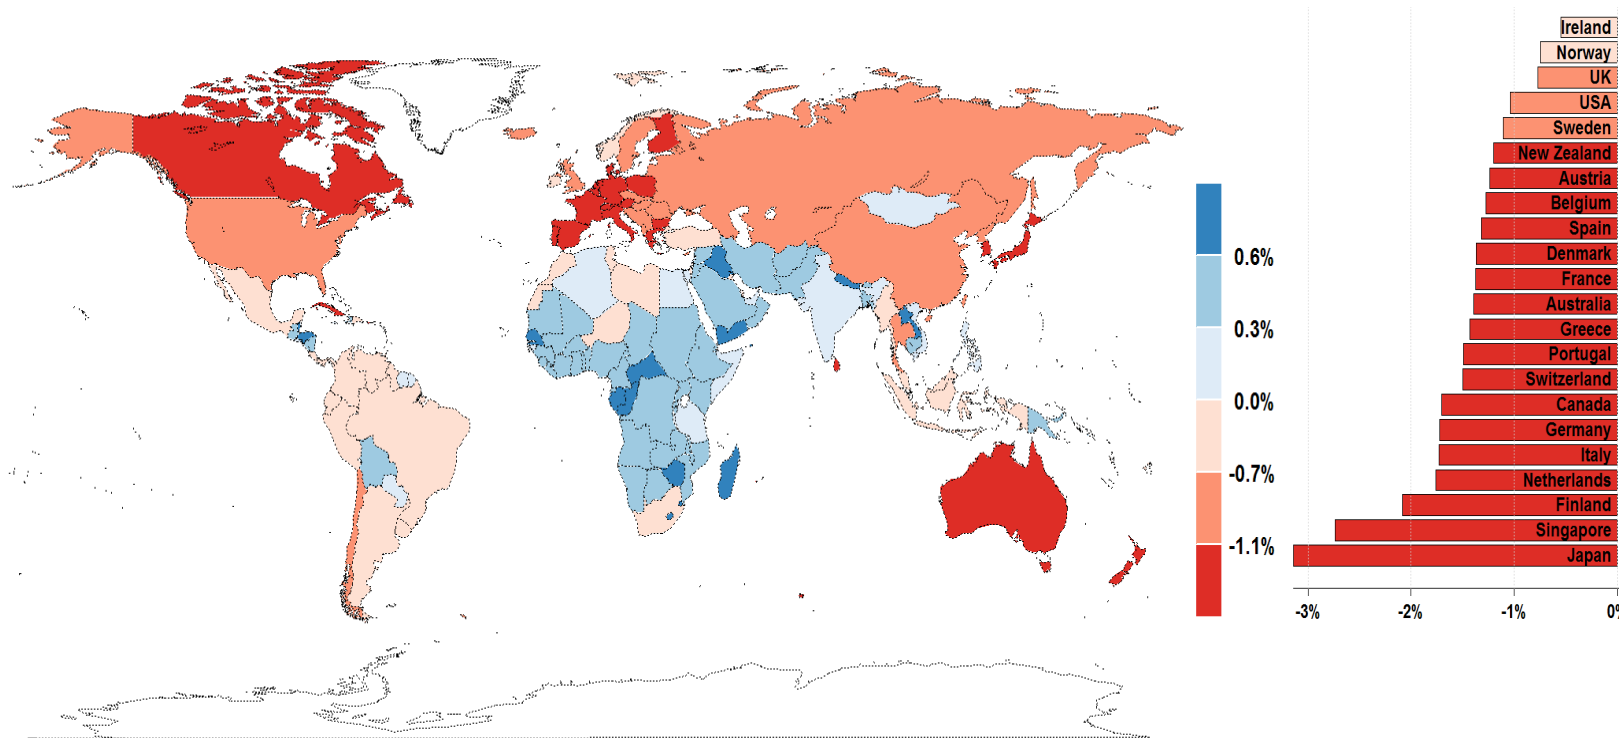 Ireland
Norway
UK
USA
Sweden
New Zealand
Austria
Belgium
Spain
Denmark
France
Australia
Greece
Portugal
Switzerland
Canada
Germany
Italy
Netherlands
Finland
Singapore
Japan
-3%
-2%
-1%
0%
0.6%
0.3%
0.0%
-0.7%
-1.1%